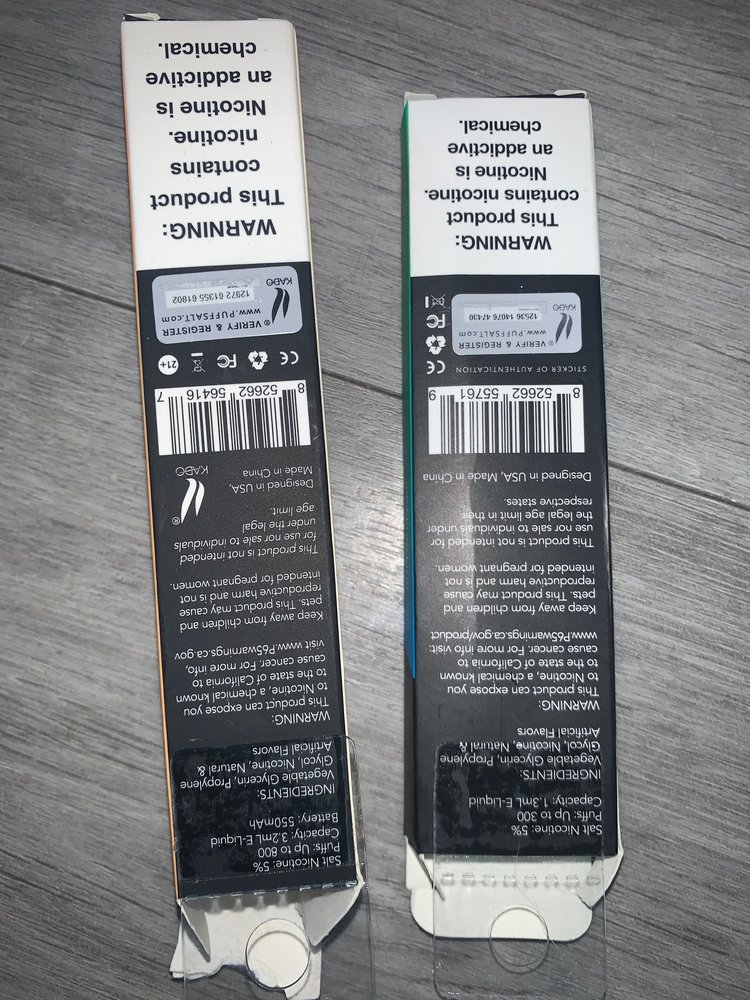 Salt Nicotine: 5%
Puffs: Up to 300
Capacity: 1.3mL E-Liquid
INGREDIENTS:
Vegetable Glycerin, Propylene
Glycol, Nicotine, Natural &
Artificial Flavors
WARNING:
This product can expose you
to Nicotine, a chemical known
to the state of California to
cause cancer. For more info, visit:
www.P65warnings.ca.gov/product
Keep away from children and
pets. This product may cause
reproductive harm and is not
intended for pregnant women.
This product is not intended for
use nor sale to individuals under
the legal age limit in their
respective states.
Designed in USA, Made in China
8 52662 55761 9
STICKER OF AUTHENTICATION
CE FC
VERIFY & REGISTER ®
WWW.PUFFSALT.com
12536 14076 47430
KADO
WARNING:
This product
contains nicotine.
Nicotine is
an addictive
chemical.
Salt Nicotine: 5%
Puffs: Up to 800
Capacity: 3.2mL E-Liquid
Battery: 550mAh
INGREDIENTS:
Vegetable Glycerin, Propylene
Glycol, Nicotine, Natural &
Artificial Flavors
WARNING:
This product can expose you
to Nicotine, a chemical known
to the state of California to
cause cancer. For more info,
visit www.P65warnings.ca.gov
Keep away from children and
pets. This product may cause
reproductive harm and is not
intended for pregnant women.
This product is not intended
for use nor sale to individuals
under the legal
age limit.
Designed in USA,
Made in China
®
KADO
8 52662 56416 7
CE FC 21+
VERIFY & REGISTER ®
WWW.PUFFSALT.com
12972 61355 61802
KADO
WARNING:
This product
contains
nicotine.
Nicotine is
an addictive
chemical.